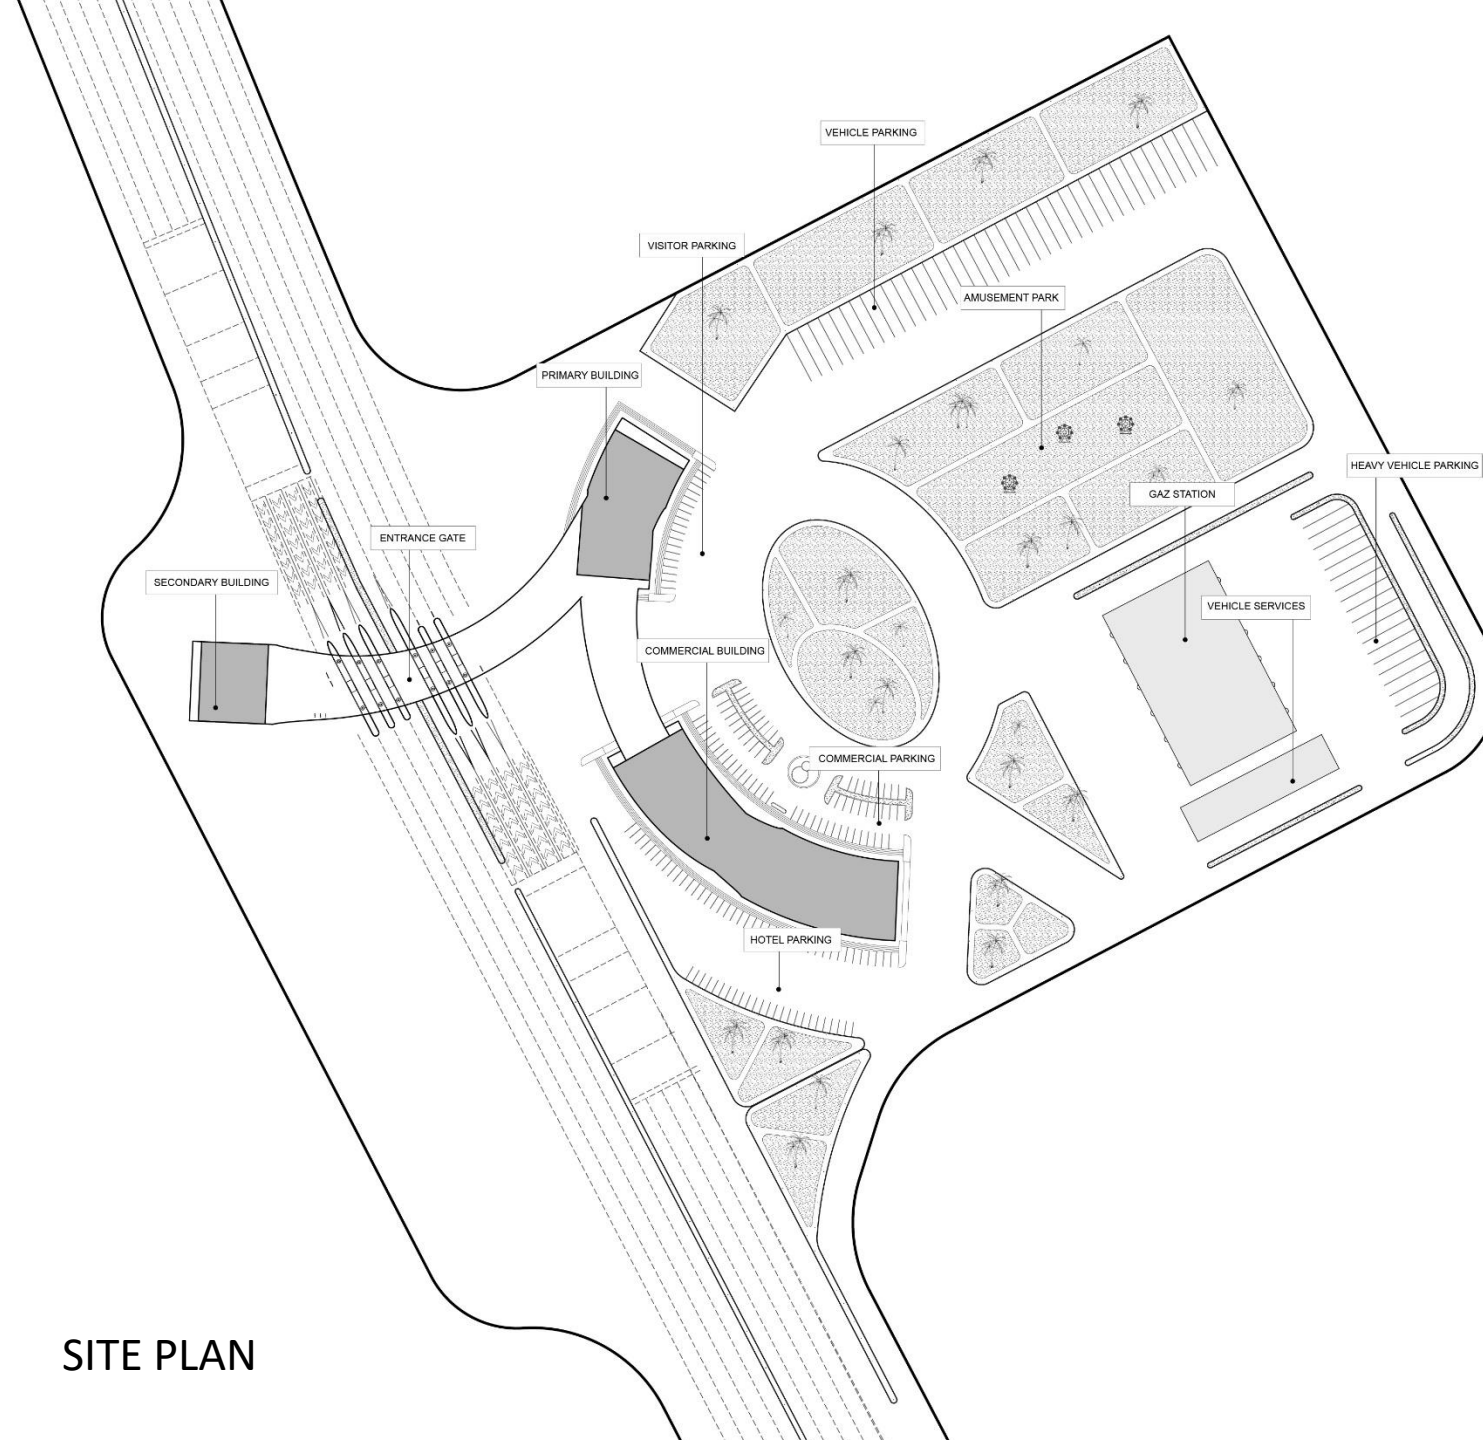 VEHICLE PARKING
VISITOR PARKING
AMUSEMENT PARK
PRIMARY BUILDING
HEAVY VEHICLE PARKING
GAZ STATION
ENTRANCE GATE
SECONDARY BUILDING
VEHICLE SERVICES
COMMERCIAL BUILDING
COMMERCIAL PARKING
HOTEL PARKING
SITE PLAN